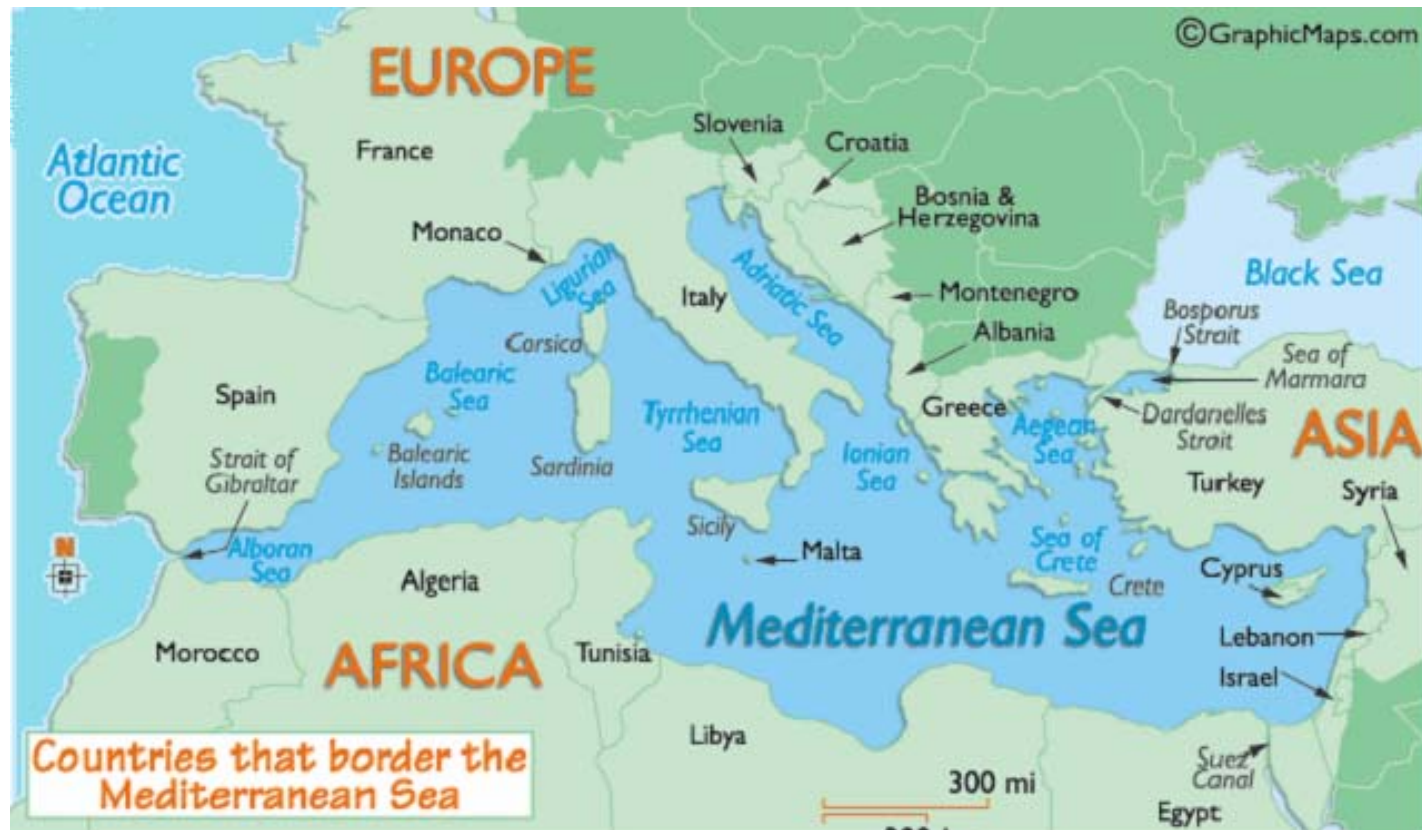 ©GraphicMaps.com
EUROPE
Slovenia
Croatia
France
Atlantic
Ocean
Bosnia &
Herzegovina
Monaco
Ligurian
Sea
Adriatic Sea
Italy
Black Sea
Montenegro
Bosporus
Strait
Albania
Corsica
Sea of
Marmara
Balearic
Sea
Spain
Tyrrhenian
Sea
Greece
Aegean
Sea
Dardanelles
Strait
ASIA
Strait of
Gibraltar
Balearic
Islands
Sardinia
Ionian
Sea
Turkey
Syria
Sicily
N
Alboran
Sea
Malta
Sea of
Crete
Crete
Cyprus
Algeria
Mediterranean Sea
Lebanon
Morocco
AFRICA
Tunisia
Israel
Libya
Countries that border the
Mediterranean Sea
Suez
Canal
300 mi
Egypt